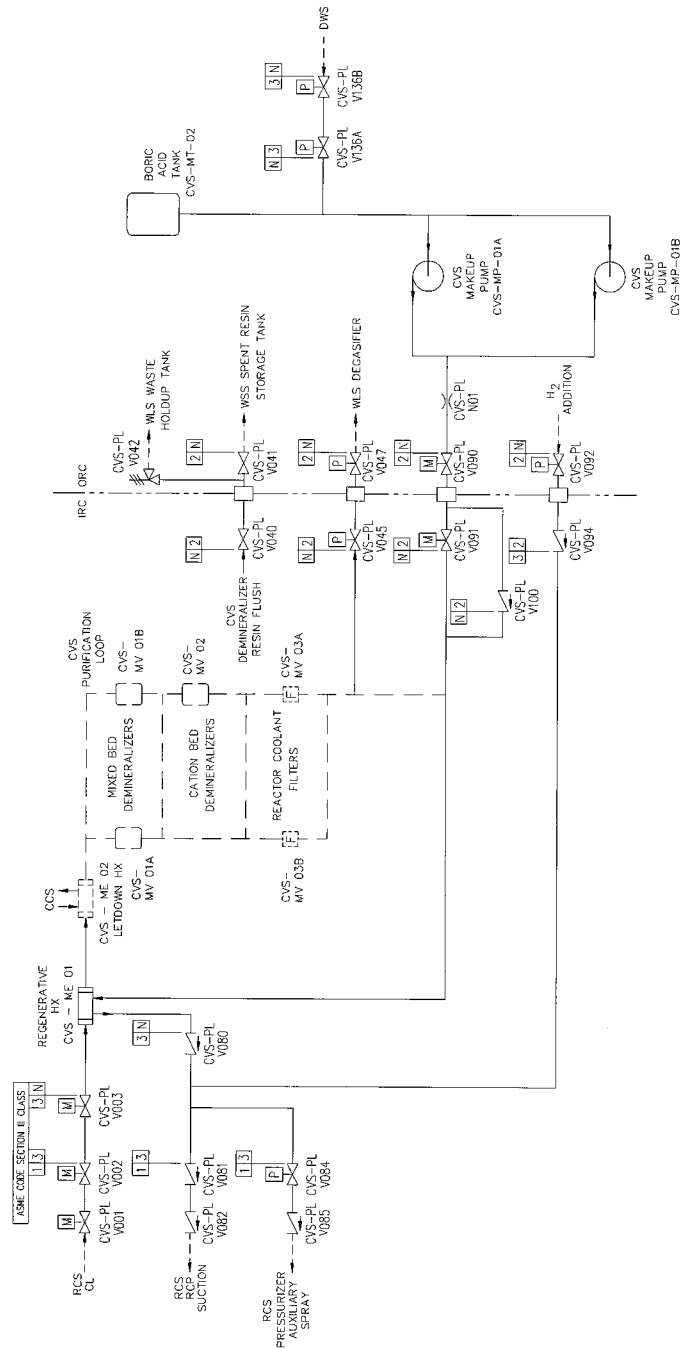 ASME CODE SECTION III CLASS
1 3
3 N
M
M
M
RCS
CL
CVS-PL
V001
CVS-PL
V002
CVS-PL
V003
REGENERATIVE
HX
CVS - ME 01
CCS
CVS - ME 02
LETDOWN HX
CVS
PURIFICATION
LOOP
CVS-
MV 01A
MIXED BED
DEMINERALIZERS
CVS-
MV 01B
CATION BED
DEMINERALIZERS
CVS-
MV 02
CVS-
MV 03B
F
REACTOR COOLANT
FILTERS
F
CVS-
MV 03A
1 3
3 N
RCS
RCP
SUCTION
CVS-PL
V082
CVS-PL
V081
CVS-PL
V080
1 3
P
RCS
PRESSURIZER
AUXILIARY
SPRAY
CVS-PL
V085
CVS-PL
V084
IRC
ORC
CVS-PL
V042
WLS WASTE
HOLDUP TANK
CVS
DEMINERALIZER
RESIN FLUSH
N 2
CVS-PL
V040
2 N
CVS-PL
V041
WSS SPENT RESIN
STORAGE TANK
N 2
P
CVS-PL
V045
2 N
P
CVS-PL
V047
WLS DEGASIFIER
N 2
M
CVS-PL
V091
2 N
M
CVS-PL
V090
CVS-PL
N01
N 2
CVS-PL
V100
3 2
CVS-PL
V094
2 N
P
CVS-PL
V092
H2
ADDITION
BORIC
ACID
TANK
CVS-MT-02
N 3
P
CVS-PL
V136A
3 N
P
CVS-PL
V136B
DWS
CVS
MAKEUP
PUMP
CVS-MP-01A
CVS
MAKEUP
PUMP
CVS-MP-01B